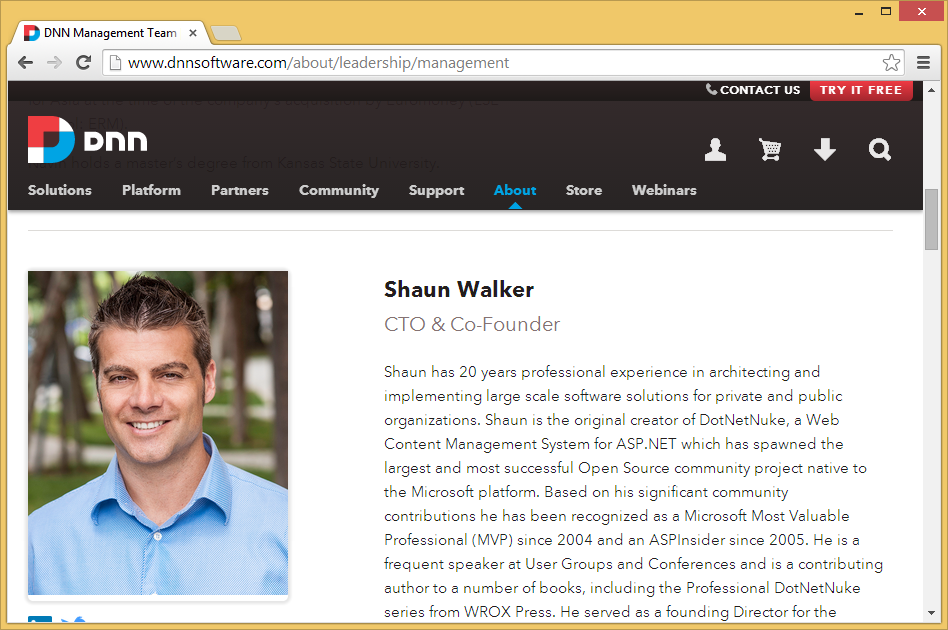 DNN Management Team
www.dnnsoftware.com/about/leadership/management
CONTACT US
TRY IT FREE
DNN
holds a master's degree from Kansas State University.
Solutions
Platform
Partners
Community
Support
About
Store
Webinars
Shaun Walker
CTO & Co-Founder
Shaun has 20 years professional experience in architecting and
implementing large scale software solutions for private and public
organizations. Shaun is the original creator of DotNetNuke, a Web
Content Management System for ASP.NET which has spawned the
largest and most successful Open Source community project native to
the Microsoft platform. Based on his significant community
contributions he has been recognized as a Microsoft Most Valuable
Professional (MVP) since 2004 and an ASPInsider since 2005. He is a
frequent speaker at User Groups and Conferences and is a contributing
author to a number of books, including the Professional DotNetNuke
series from WROX Press. He served as a founding Director for the